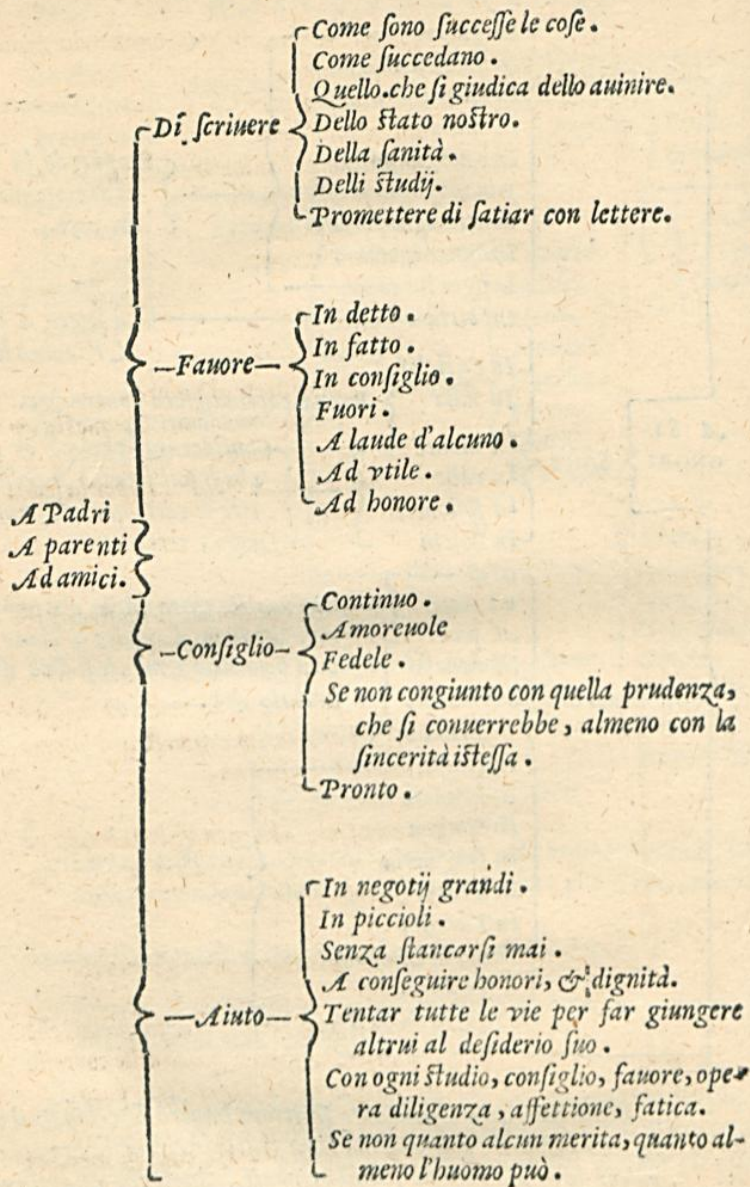 Come sono successe le cose.
Come succedano.
Quello.che si giudica dello auinire.
Di scriuere
Dello stato nostro.
Della sanità.
Delli studij.
Promettere di satiar con lettere.
In detto.
In fatto.
Fauore
In consiglio.
Fuori.
A laude d'alcuno.
Ad vtile.
Ad honore.
A Padri
A parenti
Ad amici.
Continuo.
Amoreuole
Consiglio
Fedele.
Se non congiunto con quella prudenza,
che si conuerrebbe, almeno con la
sincerità istessa.
Pronto.
In negotij grandi.
In piccioli.
Senza stancarsi mai.
A conseguire honori, & dignità.
Aiuto
Tentar tutte le vie per far giungere
altrui al desiderio suo.
Con ogni studio, consiglio, fauore, ope-
ra diligenza, affettione, fatica.
Se non quanto alcun merita, quanto al-
meno l'huomo può.